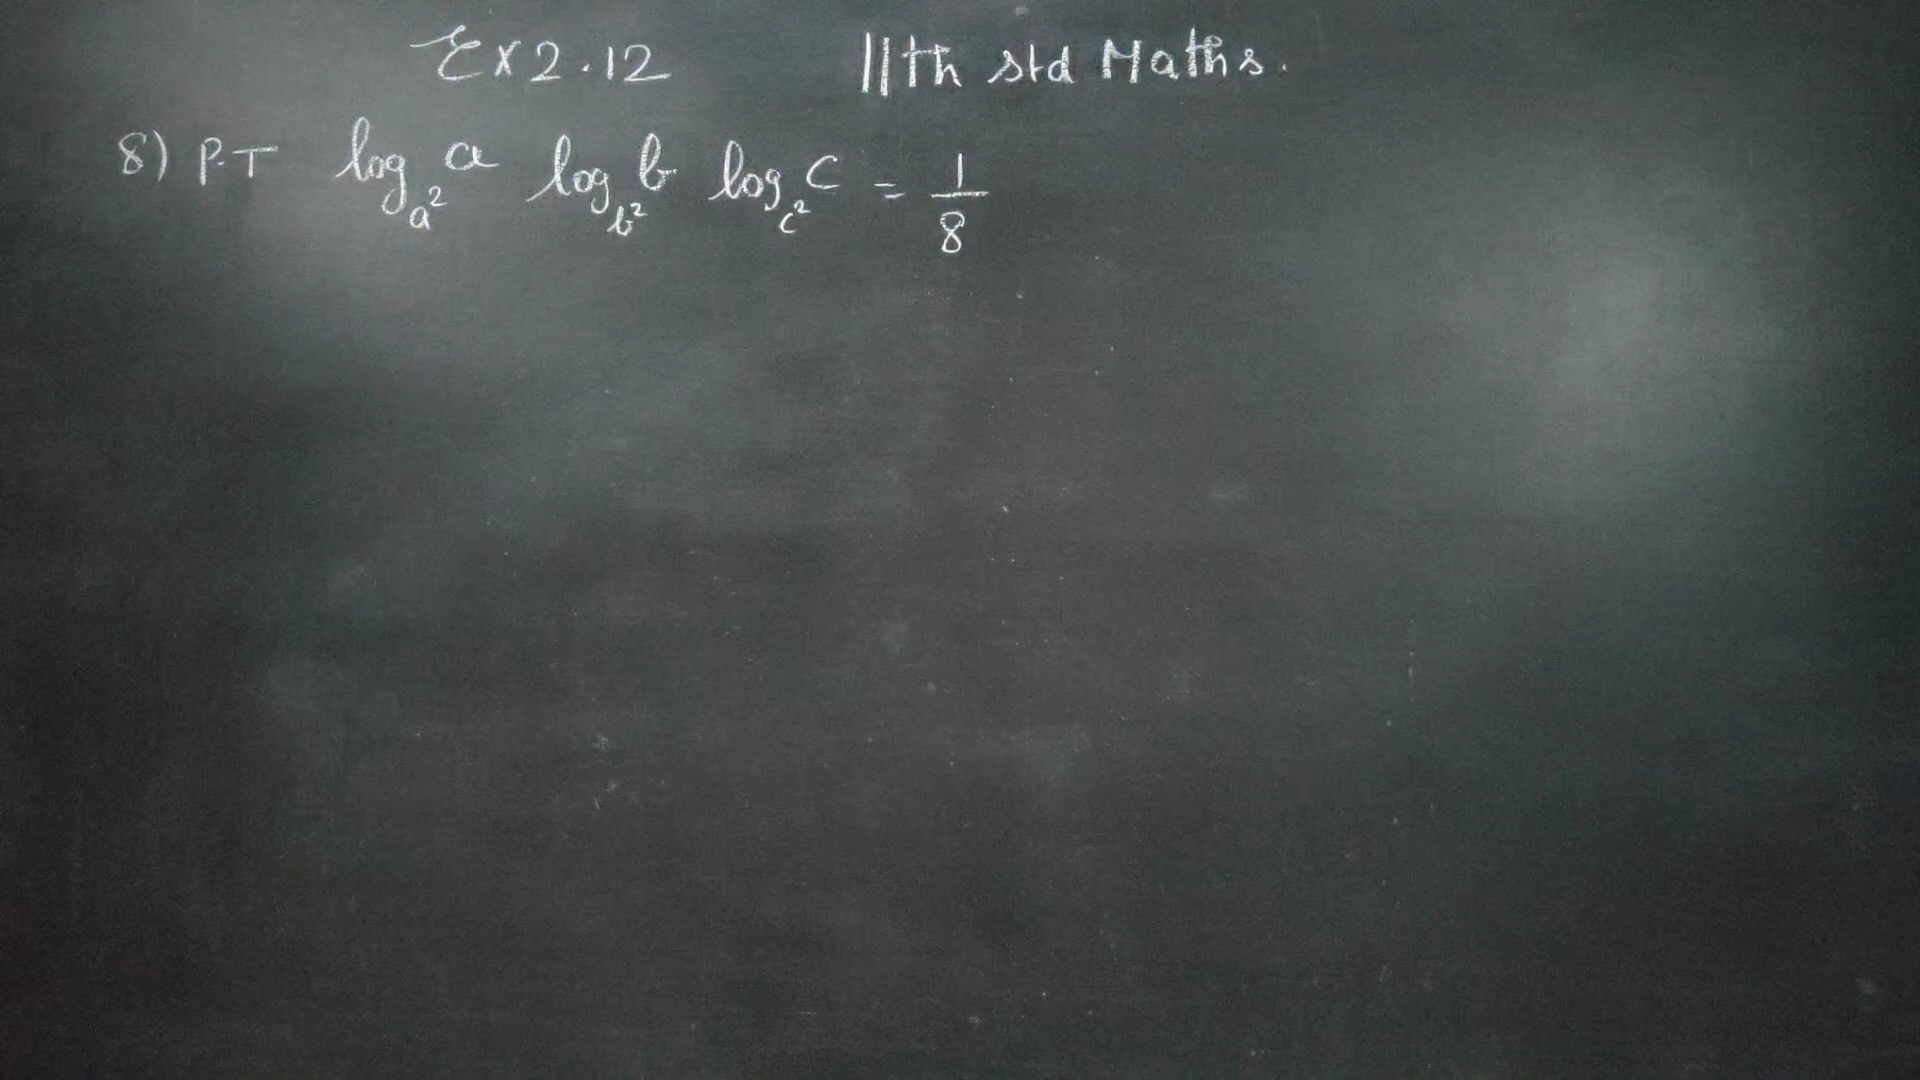 Ex 2.12 11th std Maths.
8) P.T log_{a²} a log_{b²} b log_{c²} c = 1/8